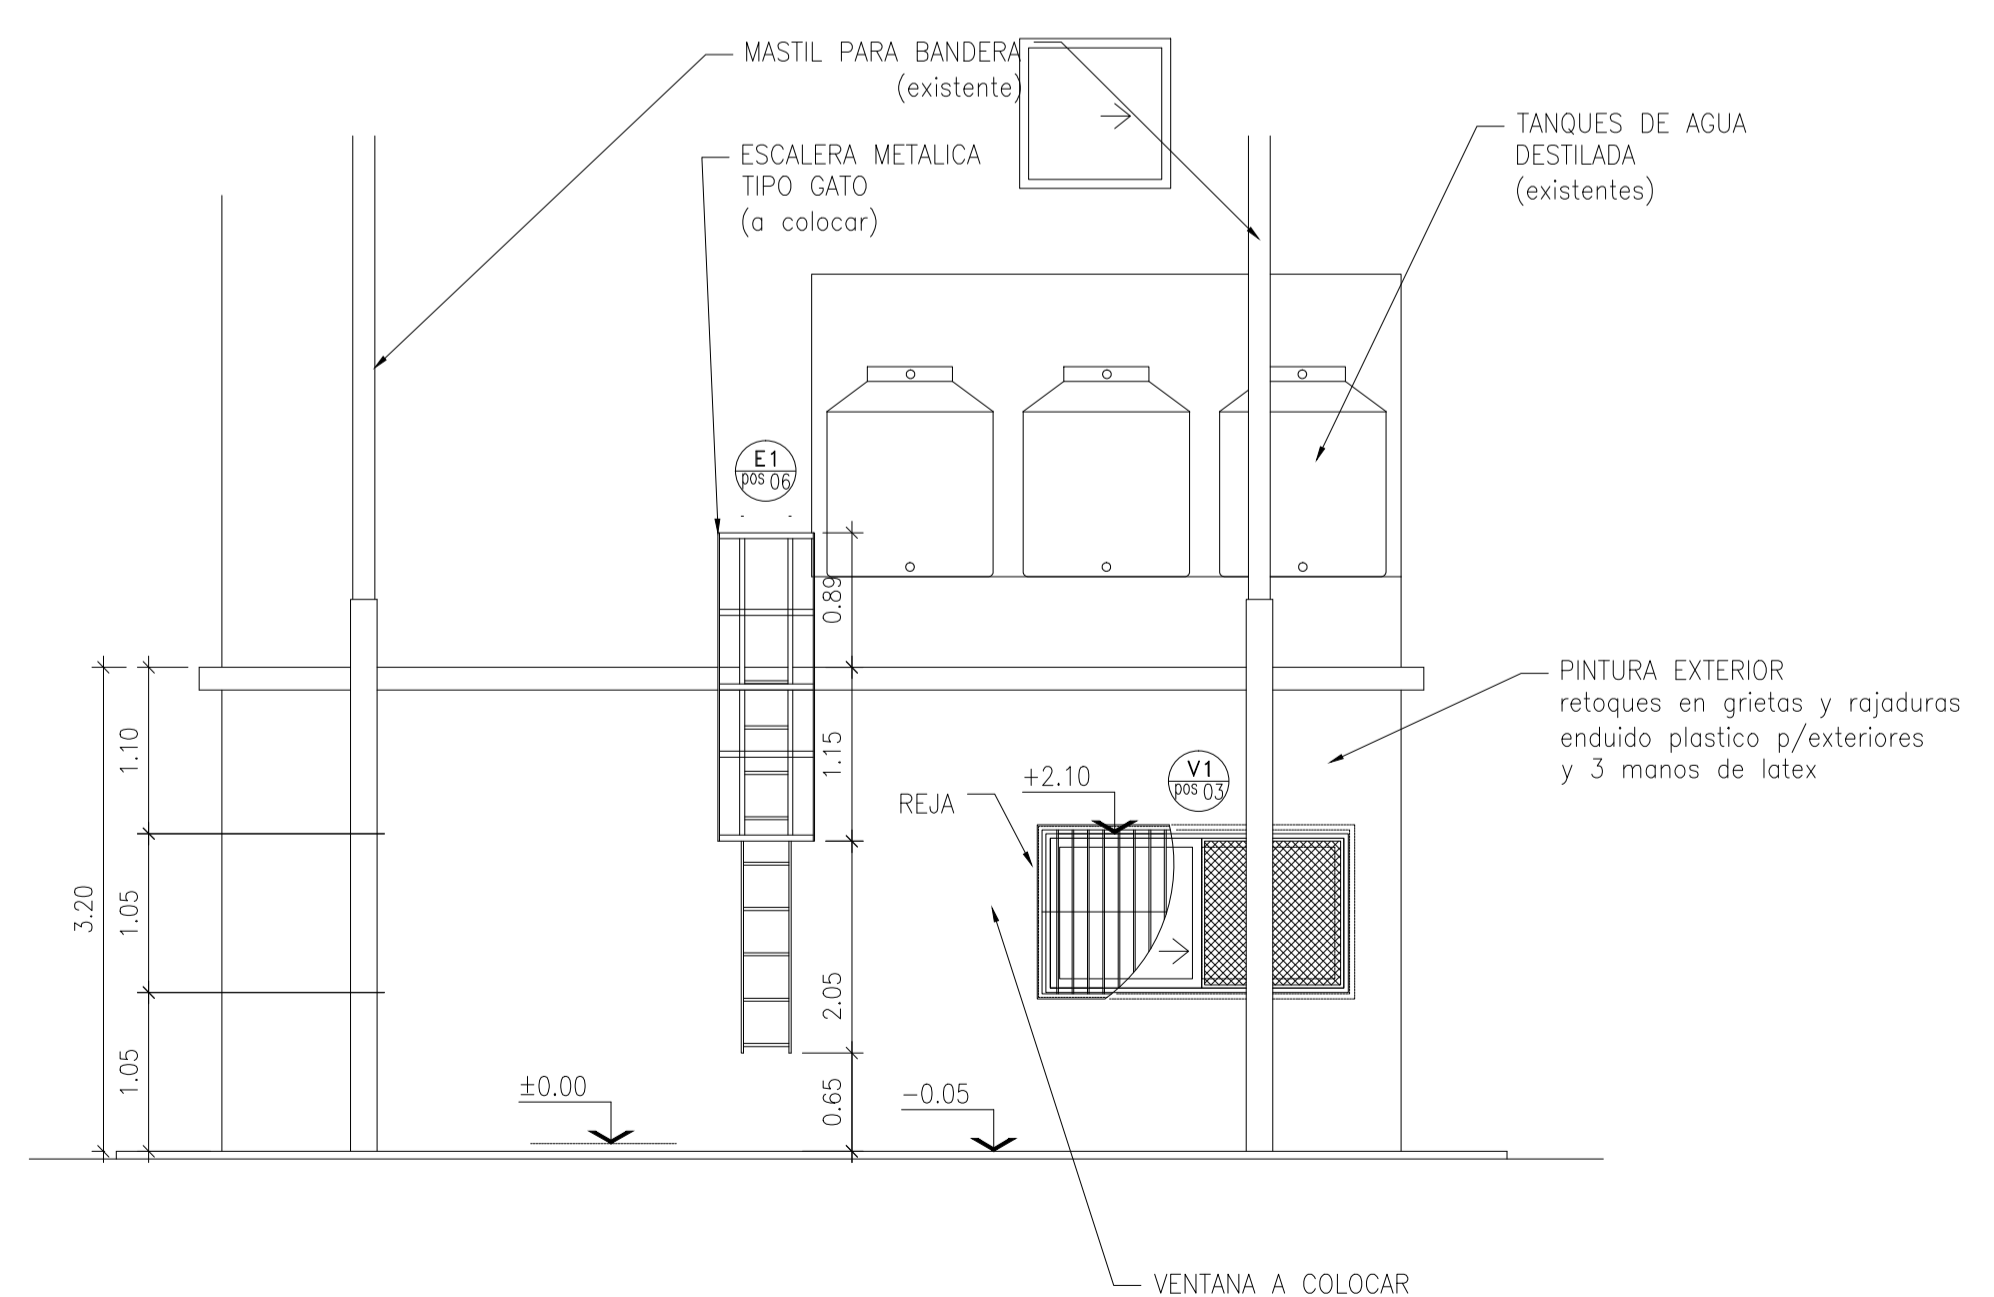 MASTIL PARA BANDERA
(existente)
TANQUES DE AGUA
DESTILADA
(existentes)
ESCALERA METALICA
TIPO GATO
(a colocar)
E1
pos 06
0.89
PINTURA EXTERIOR
retoques en grietas y rajaduras
enduido plastico p/exteriores
y 3 manos de latex
1.10
1.15
+2.10
V1
pos 03
REJA
3.20
1.05
2.05
1.05
±0.00
-0.05
0.65
VENTANA A COLOCAR